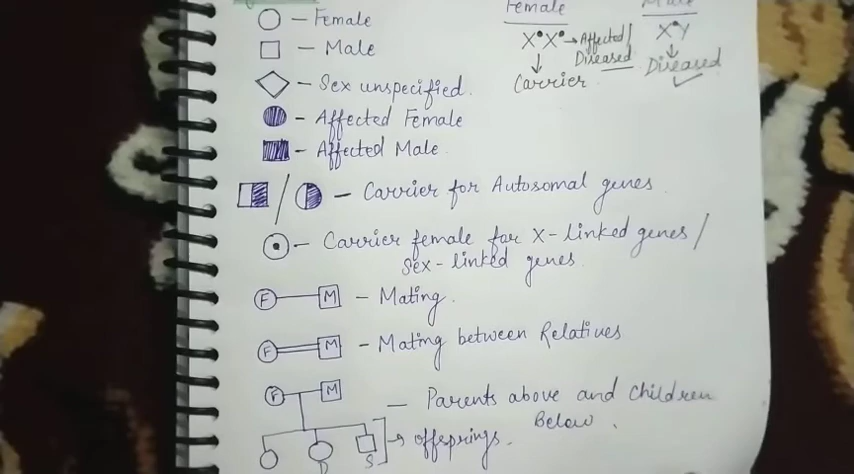 Female
X•X• → Affected/
Diseased
Carrier
X•Y
Diseased
– Female
– Male
– Sex unspecified.
– Affected Female
– Affected Male.
/ – Carrier for Autosomal genes
– Carrier female for X-linked genes/
Sex-linked genes.
F M – Mating.
F M – Mating between Relatives
F M
– Parents above and children
Below.
→ offsprings.
D S